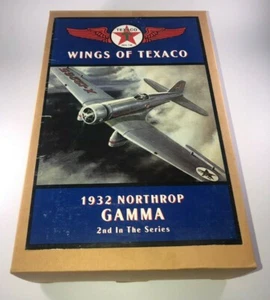 TEXACO
WINGS OF TEXACO
1932 NORTHROP
GAMMA
2nd In The Series